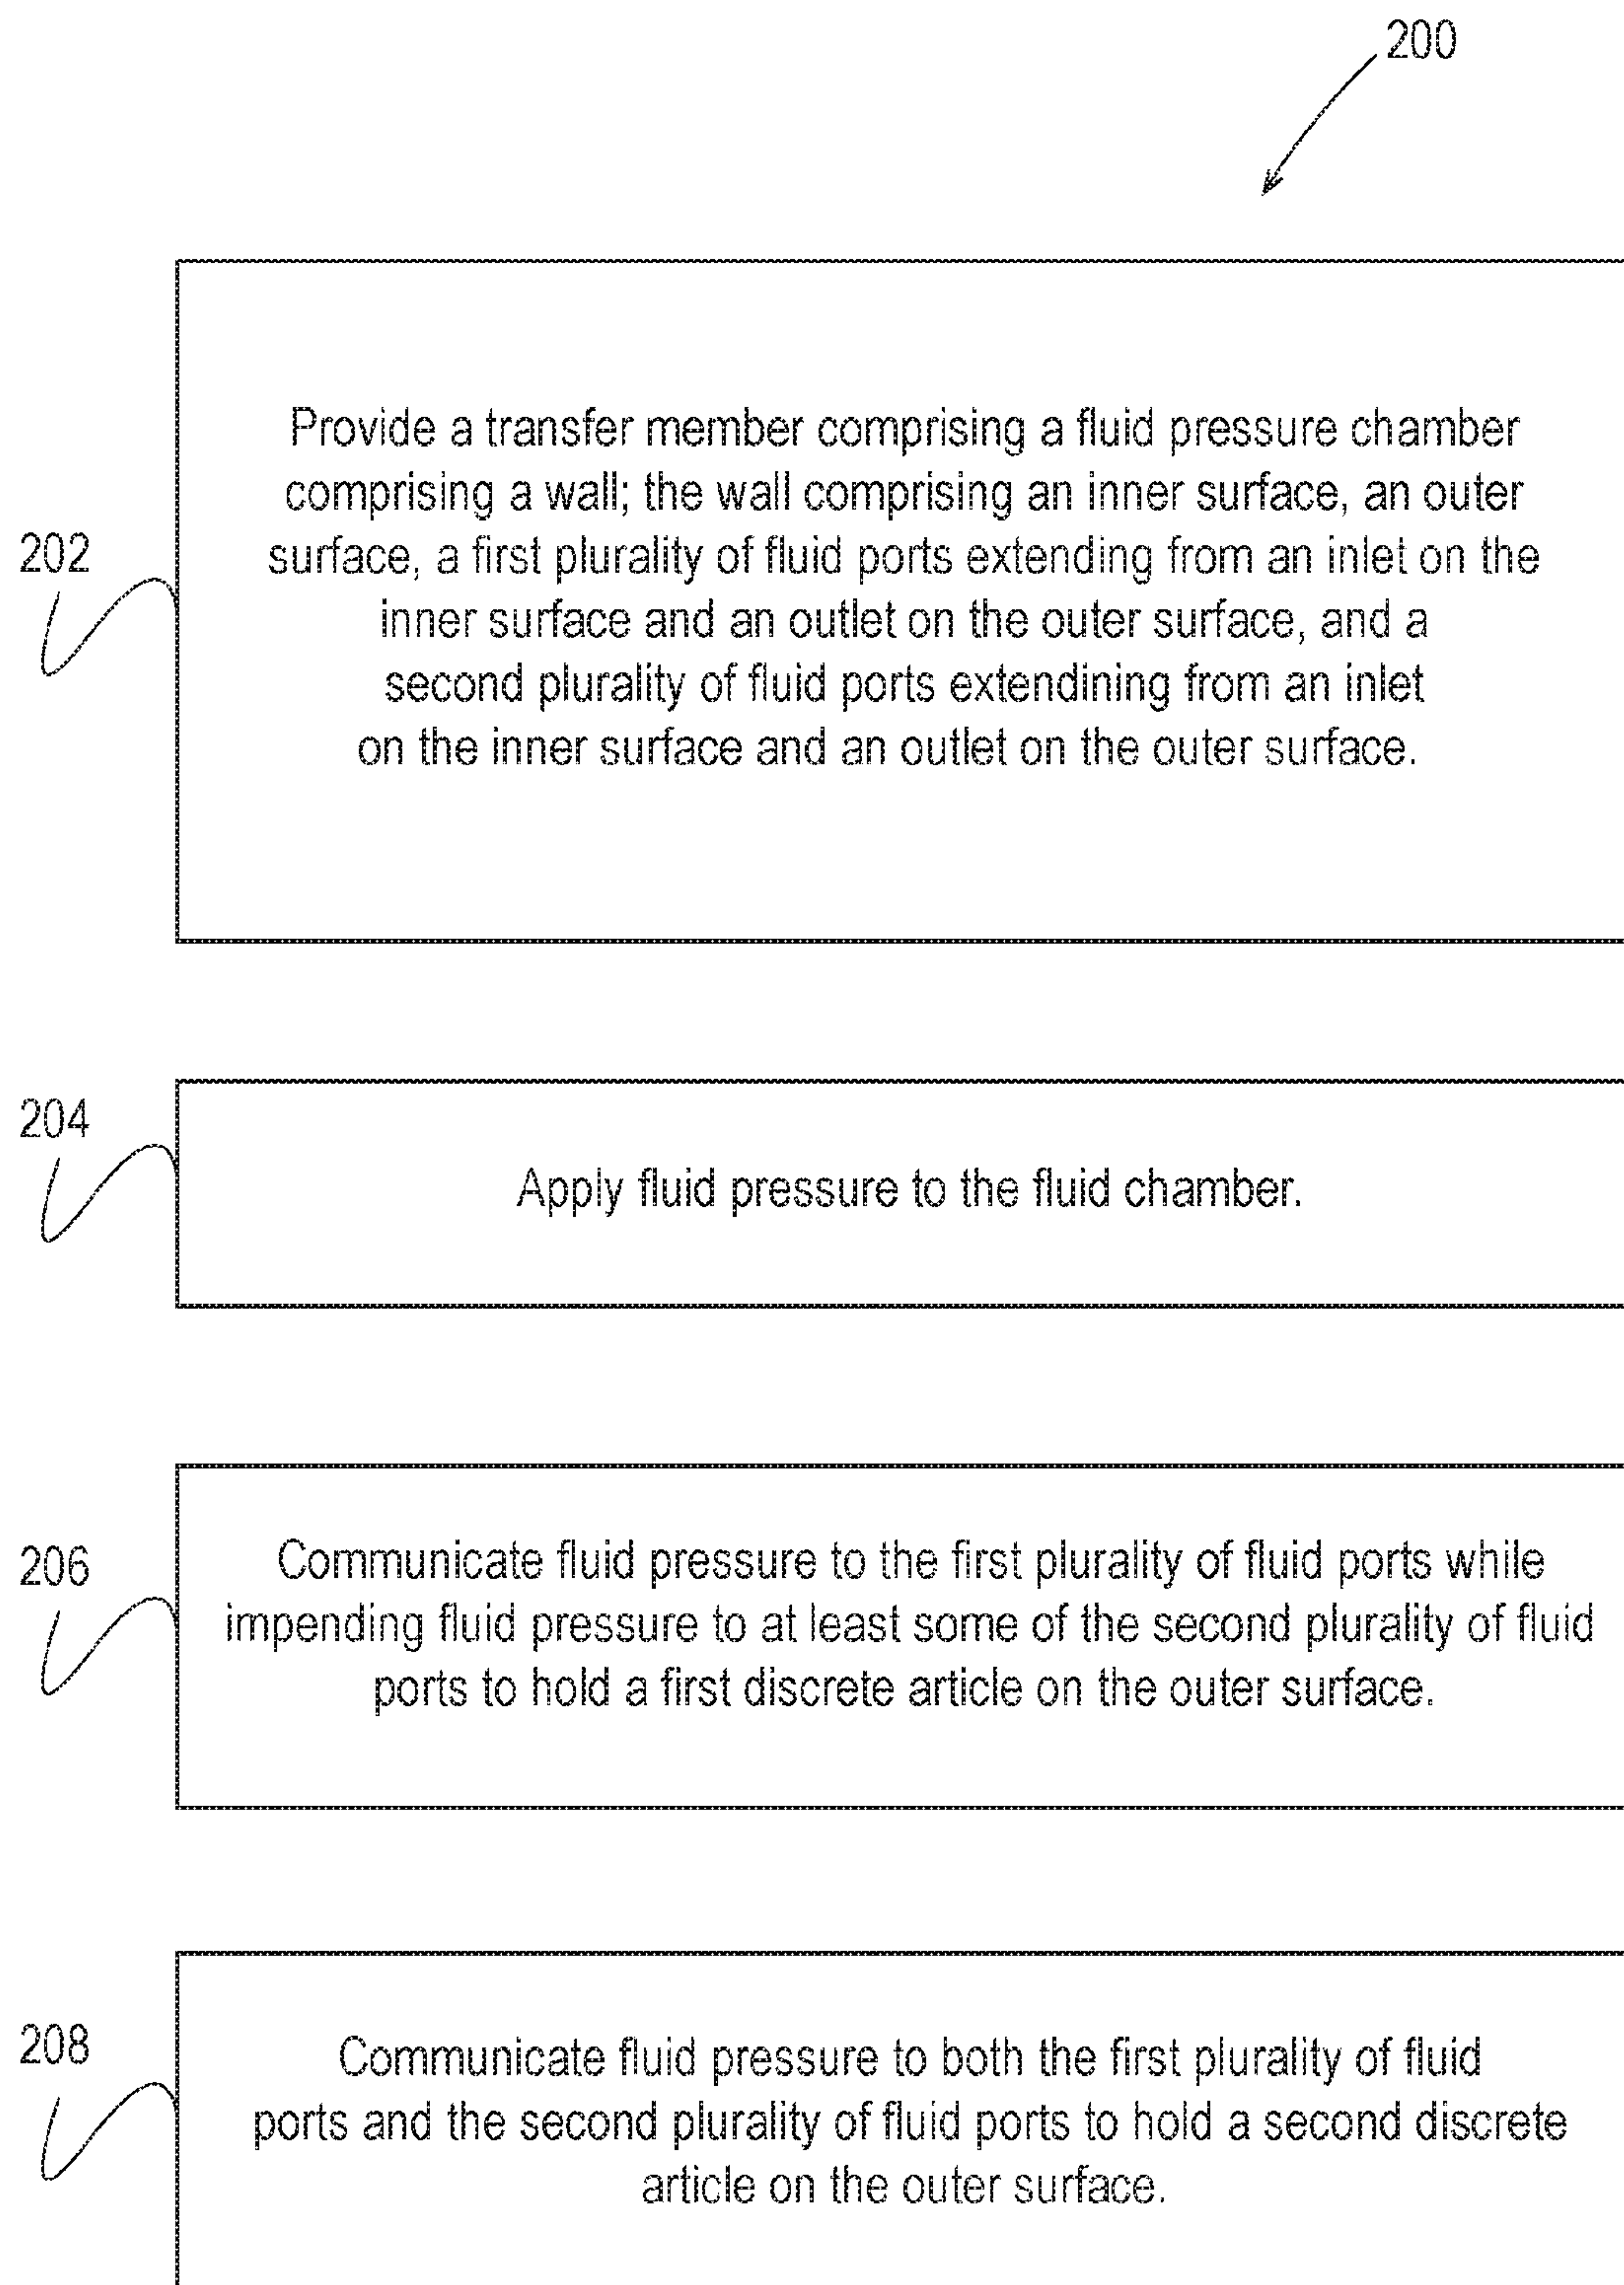 200
Provide a transfer member comprising a fluid pressure chamber
comprising a wall; the wall comprising an inner surface, an outer
surface, a first plurality of fluid ports extending from an inlet on the
inner surface and an outlet on the outer surface, and a
second plurality of fluid ports extendining from an inlet
on the inner surface and an outlet on the outer surface.
202
204
Apply fluid pressure to the fluid chamber.
206
Communicate fluid pressure to the first plurality of fluid ports while
impending fluid pressure to at least some of the second plurality of fluid
ports to hold a first discrete article on the outer surface.
208
Communicate fluid pressure to both the first plurality of fluid
ports and the second plurality of fluid ports to hold a second discrete
article on the outer surface.